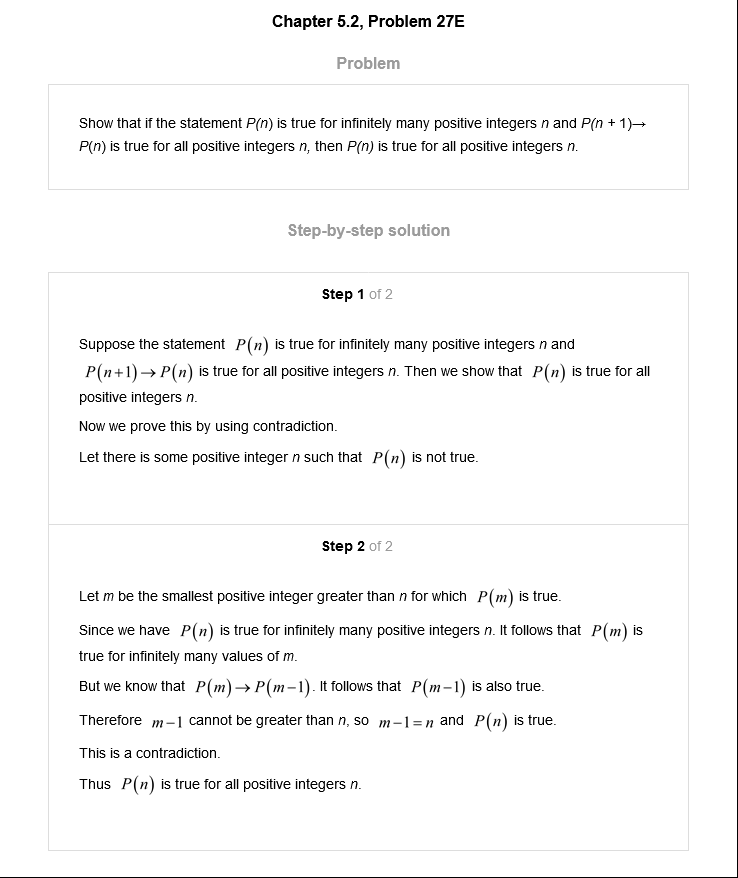 Chapter 5.2, Problem 27E
Problem
Show that if the statement P(n) is true for infinitely many positive integers n and P(n + 1)→
P(n) is true for all positive integers n, then P(n) is true for all positive integers n.
Step-by-step solution
Step 1 of 2
Suppose the statement P(n) is true for infinitely many positive integers n and
P(n+1)→P(n) is true for all positive integers n. Then we show that P(n) is true for all
positive integers n.
Now we prove this by using contradiction.
Let there is some positive integer n such that P(n) is not true.
Step 2 of 2
Let m be the smallest positive integer greater than n for which P(m) is true.
Since we have P(n) is true for infinitely many positive integers n. It follows that P(m) is
true for infinitely many values of m.
But we know that P(m)→P(m−1). It follows that P(m−1) is also true.
Therefore m−1 cannot be greater than n, so m−1=n and P(n) is true.
This is a contradiction.
Thus P(n) is true for all positive integers n.